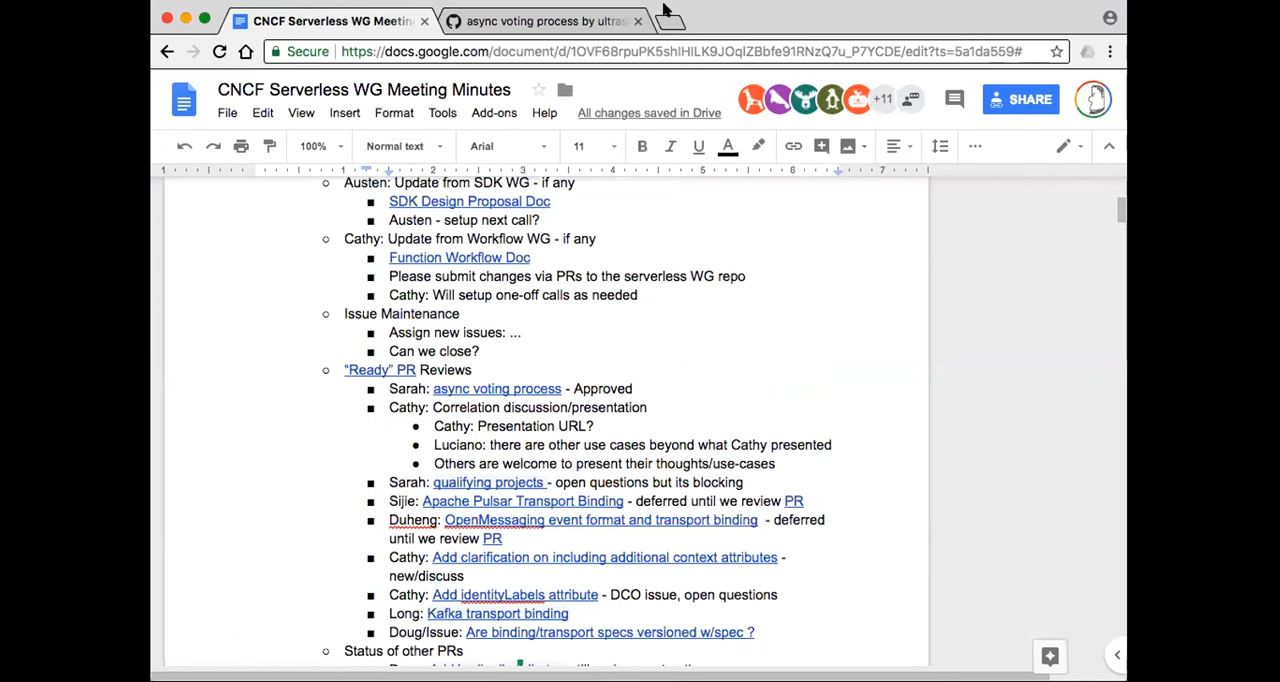 CNCF Serverless WG Meetin
async voting process by ultras
Secure https://docs.google.com/document/d/1OVF68rpuPK5shIHILK9JOqlZBbfe91RNzQ7u_P7YCDE/edit?ts=5a1da559#
CNCF Serverless WG Meeting Minutes
+11
SHARE
File Edit View Insert Format Tools Add-ons Help All changes saved in Drive
100% Normal text Arial 11 B I U A
1 1 2 3 4 5 6 7
Austen: Update from SDK WG - if any
SDK Design Proposal Doc
Austen - setup next call?
Cathy: Update from Workflow WG - if any
Function Workflow Doc
Please submit changes via PRs to the serverless WG repo
Cathy: Will setup one-off calls as needed
Issue Maintenance
Assign new issues: ...
Can we close?
“Ready” PR Reviews
Sarah: async voting process - Approved
Cathy: Correlation discussion/presentation
Cathy: Presentation URL?
Luciano: there are other use cases beyond what Cathy presented
Others are welcome to present their thoughts/use-cases
Sarah: qualifying projects - open questions but its blocking
Sijie: Apache Pulsar Transport Binding - deferred until we review PR
Duheng: OpenMessaging event format and transport binding - deferred
until we review PR
Cathy: Add clarification on including additional context attributes -
new/discuss
Cathy: Add identityLabels attribute - DCO issue, open questions
Long: Kafka transport binding
Doug/Issue: Are binding/transport specs versioned w/spec ?
Status of other PRs